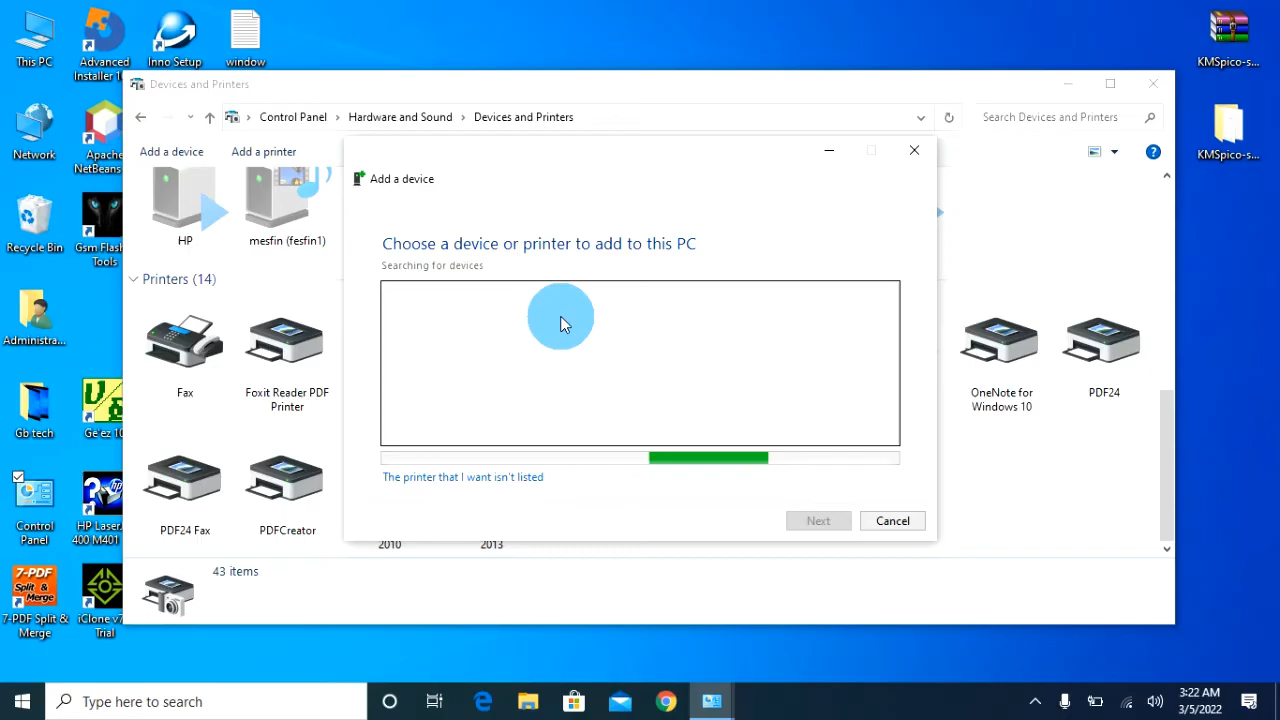 This PC
Advanced
Installer 1
Inno Setup
window
KMSpico-s...
Network
Apache
NetBeans
KMSpico-s...
Recycle Bin
Gsm Flash
Tools
Administra...
Gb tech
Ge'ez 10
Control
Panel
HP LaserJ
400 M401
7-PDF
Split &
Merge
7-PDF Split &
Merge
iClone v7
Trial
Devices and Printers
Control Panel
Hardware and Sound
Devices and Printers
Search Devices and Printers
Add a device
Add a printer
HP
mesfin (fesfin1)
Printers (14)
Fax
Foxit Reader PDF
Printer
OneNote for
Windows 10
PDF24
PDF24 Fax
PDFCreator
2010
2013
43 items
Add a device
Choose a device or printer to add to this PC
Searching for devices
The printer that I want isn't listed
Next
Cancel
Type here to search
3:22 AM
3/5/2022